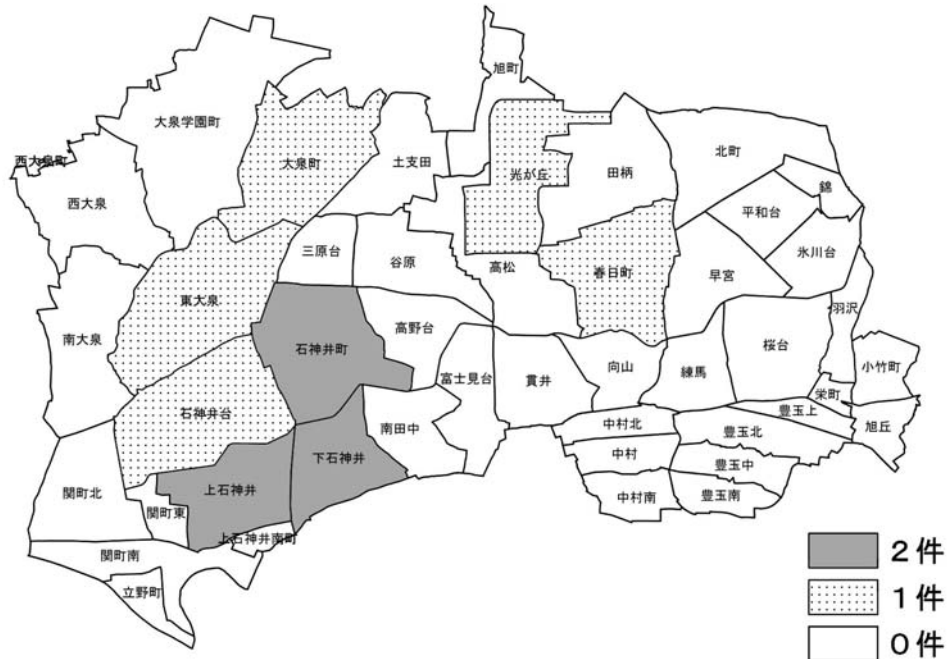 旭町
大泉学園町
北町
西大泉町
大泉町
土支田
光が丘
田柄
錦
西大泉
平和台
氷川台
三原台
谷原
高松
春日町
早宮
東大泉
羽沢
南大泉
石神井町
高野台
桜台
小竹町
富士見台
貫井
向山
練馬
栄町
石神井台
豊玉上
南田中
中村北
豊玉北
旭丘
下石神井
中村
豊玉中
関町北
上石神井
中村南
豊玉南
関町東
上石神井南町
関町南
2件
立野町
1件
0件